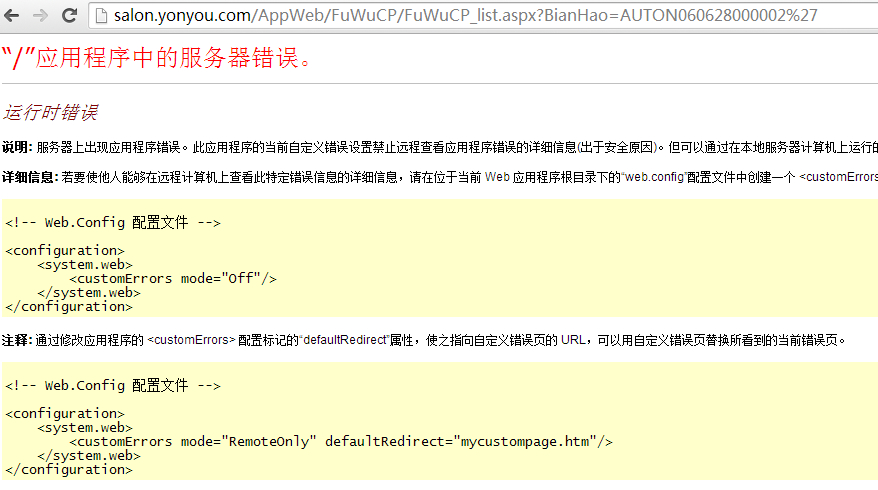 salon.yonyou.com/AppWeb/FuWuCP/FuWuCP_list.aspx?BianHao=AUTON060628000002%27
“/”应用程序中的服务器错误。
运行时错误
说明: 服务器上出现应用程序错误。此应用程序的当前自定义错误设置禁止远程查看应用程序错误的详细信息(出于安全原因)。但可以通过在本地服务器计算机上运行的
详细信息: 若要使他人能够在远程计算机上查看此特定错误信息的详细信息，请在位于当前 Web 应用程序根目录下的“web.config”配置文件中创建一个 <customErrors
<!-- Web.Config 配置文件 -->
<configuration>
    <system.web>
        <customErrors mode="Off"/>
    </system.web>
</configuration>
注释: 通过修改应用程序的 <customErrors> 配置标记的“defaultRedirect”属性，使之指向自定义错误页的 URL，可以用自定义错误页替换所看到的当前错误页。
<!-- Web.Config 配置文件 -->
<configuration>
    <system.web>
        <customErrors mode="RemoteOnly" defaultRedirect="mycustompage.htm"/>
    </system.web>
</configuration>